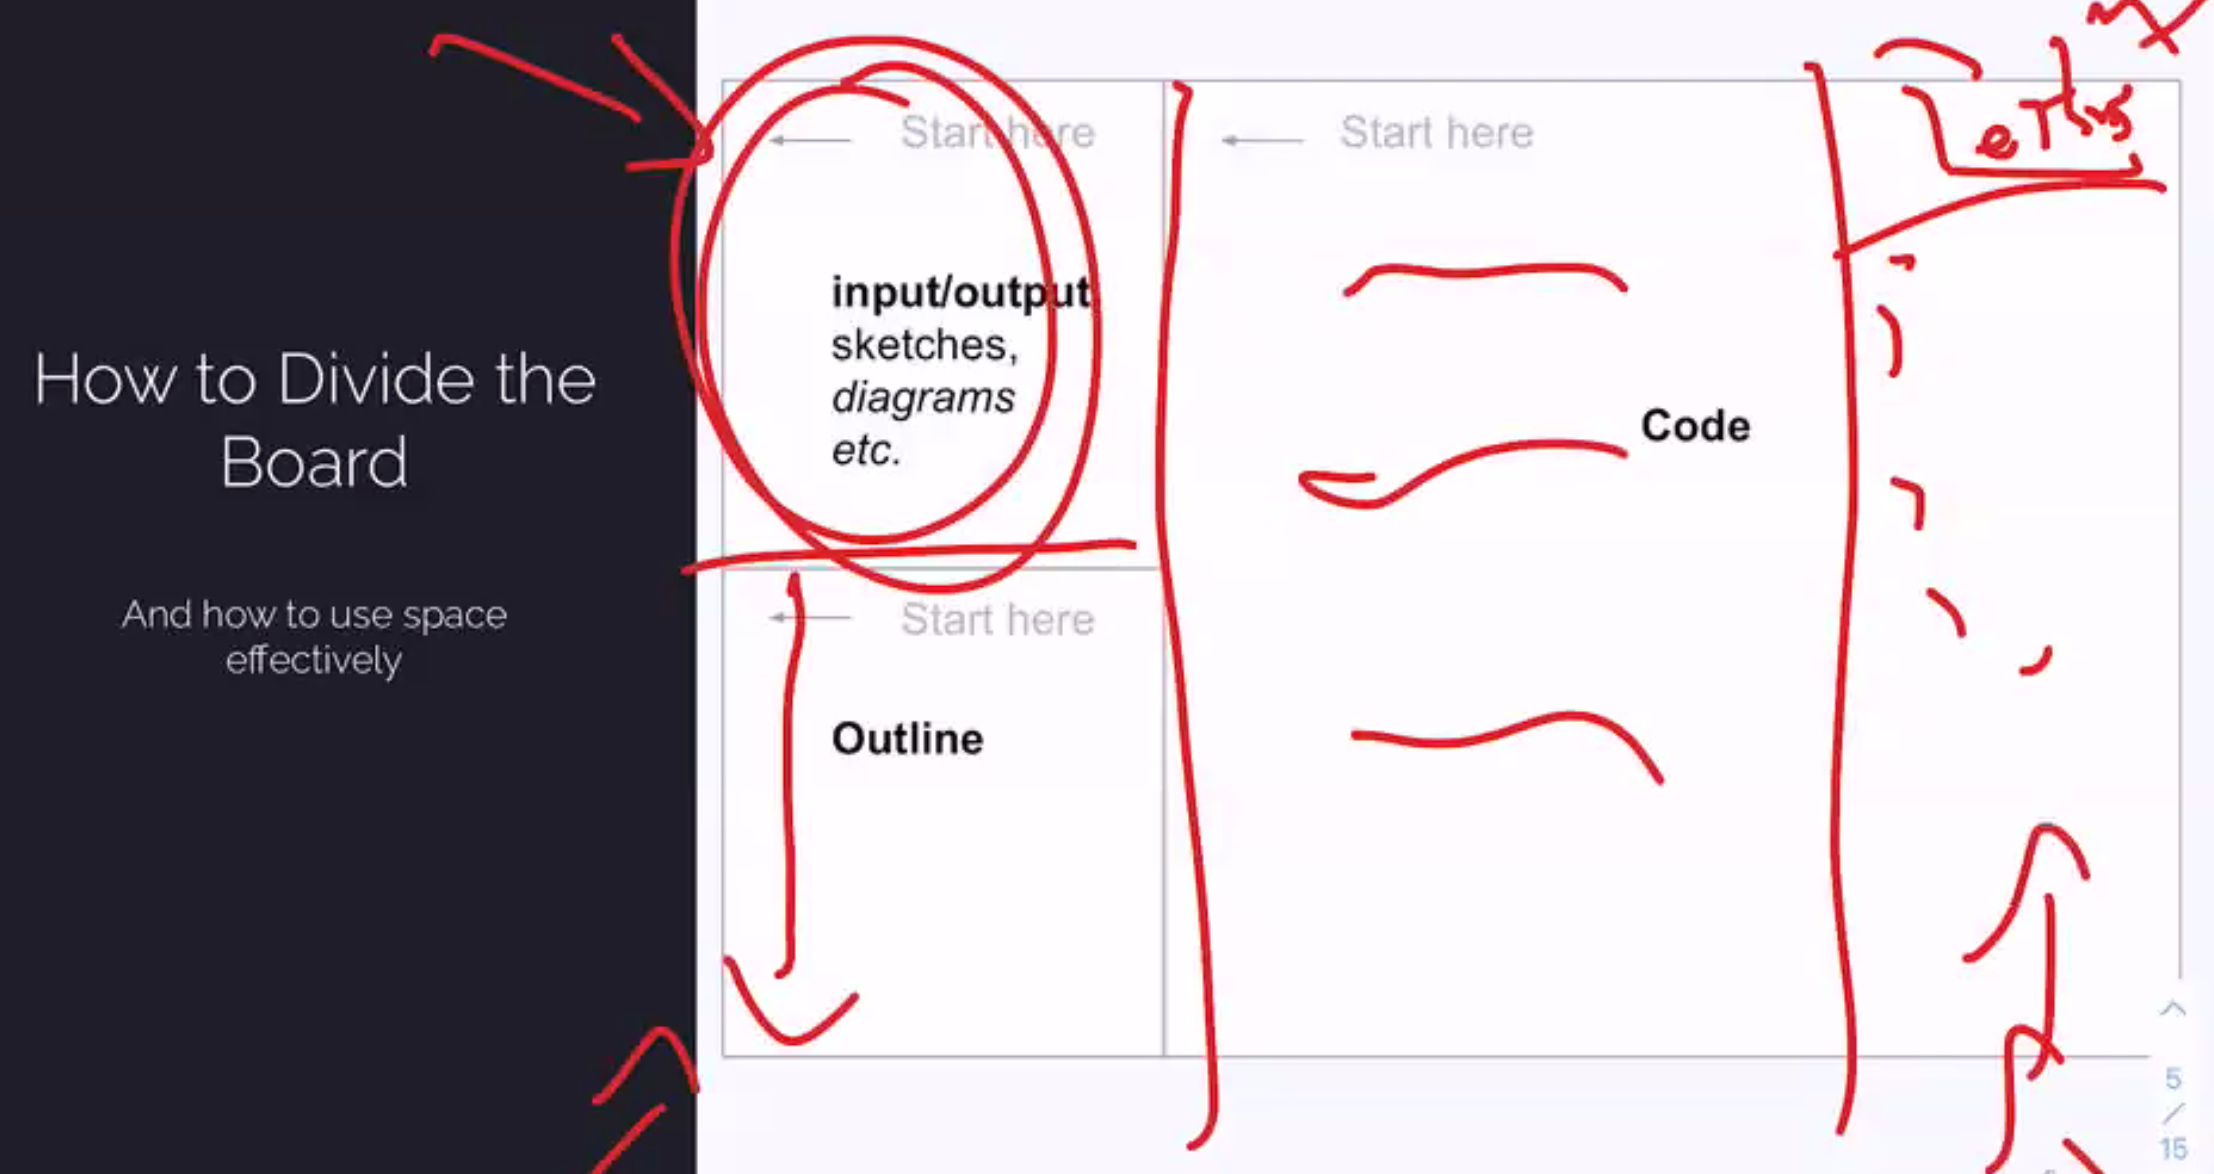 How to Divide the
Board
And how to use space
effectively
Start here
input/output
sketches,
diagrams
etc.
Start here
Outline
Start here
Code
5
/
15